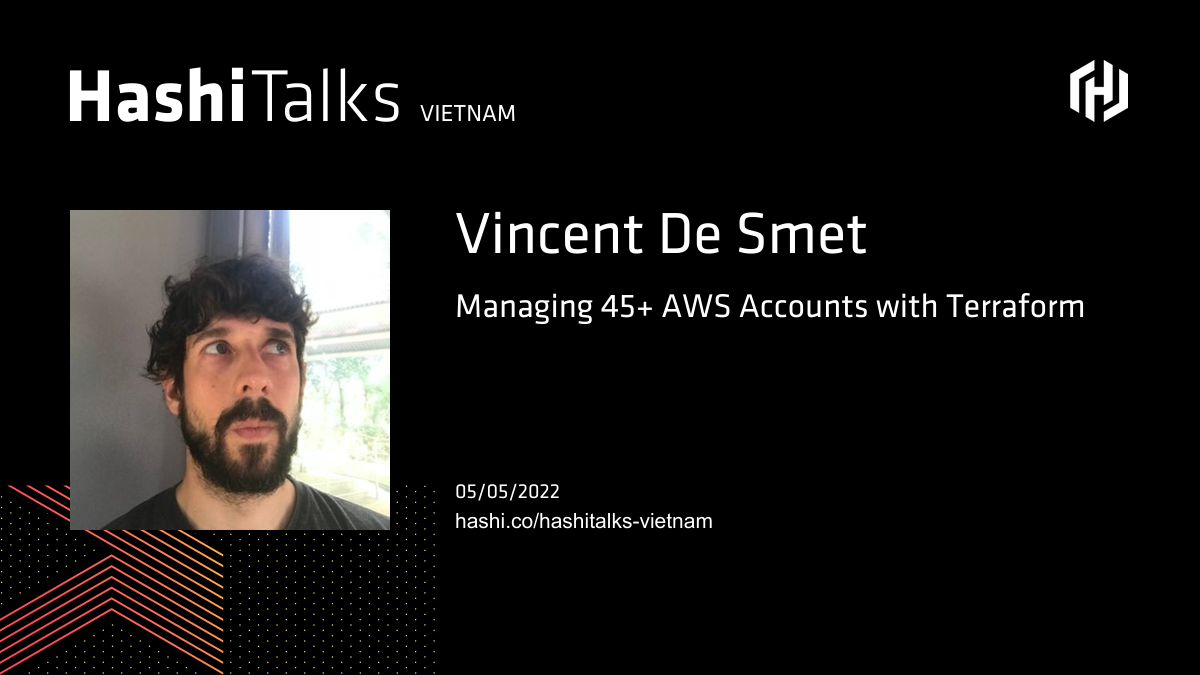 HashiTalks VIETNAM
Vincent De Smet
Managing 45+ AWS Accounts with Terraform
05/05/2022
hashi.co/hashitalks-vietnam